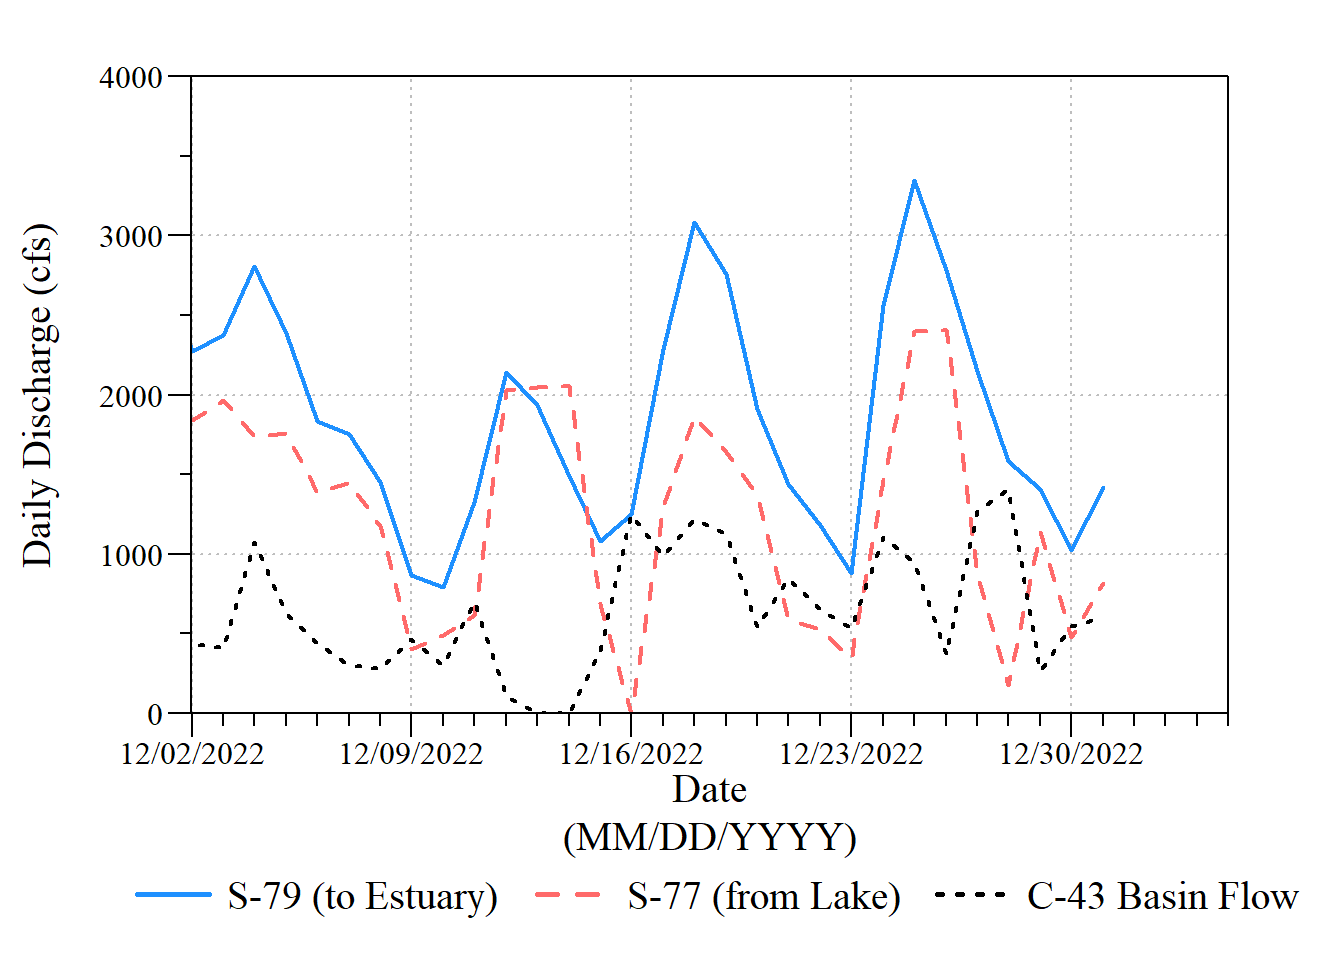 Daily Discharge (cfs)
4000
3000
2000
1000
0
12/02/2022 12/09/2022 12/16/2022 12/23/2022 12/30/2022
Date
(MM/DD/YYYY)
S-79 (to Estuary) S-77 (from Lake) C-43 Basin Flow